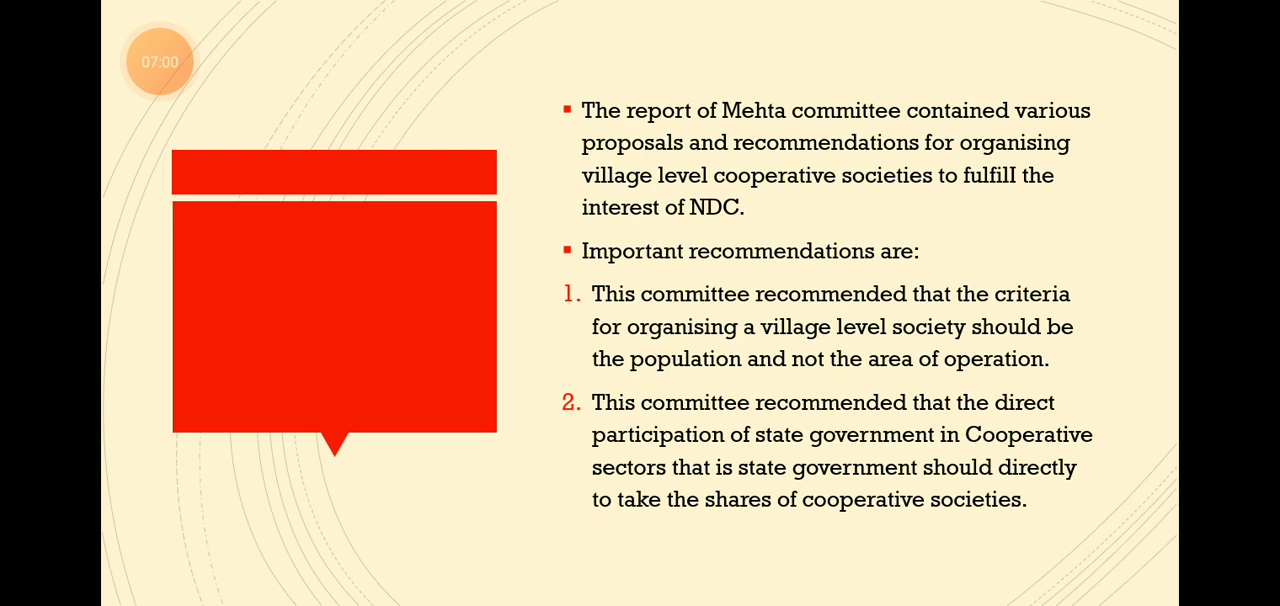 07:00
▪ The report of Mehta committee contained various
proposals and recommendations for organising
village level cooperative societies to fulfill the
interest of NDC.
▪ Important recommendations are:
1. This committee recommended that the criteria
for organising a village level society should be
the population and not the area of operation.
2. This committee recommended that the direct
participation of state government in Cooperative
sectors that is state government should directly
to take the shares of cooperative societies.